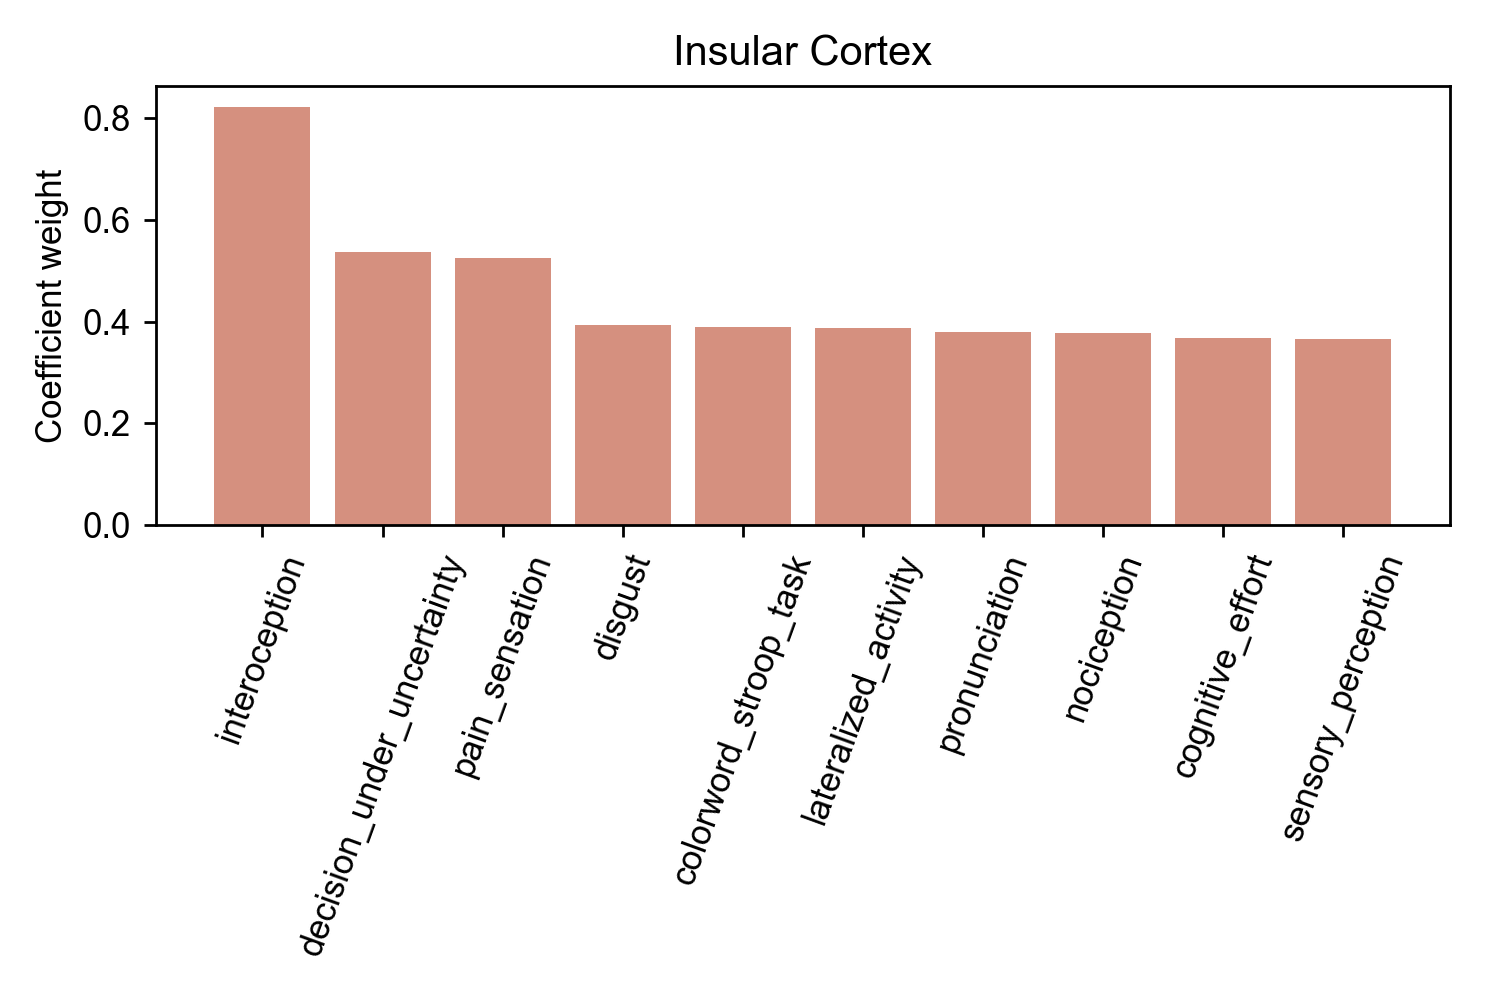 Insular Cortex
Coefficient weight
0.8
0.6
0.4
0.2
0.0
interoception
decision_under_uncertainty
pain_sensation
disgust
colorword_stroop_task
lateralized_activity
pronunciation
nociception
cognitive_effort
sensory_perception